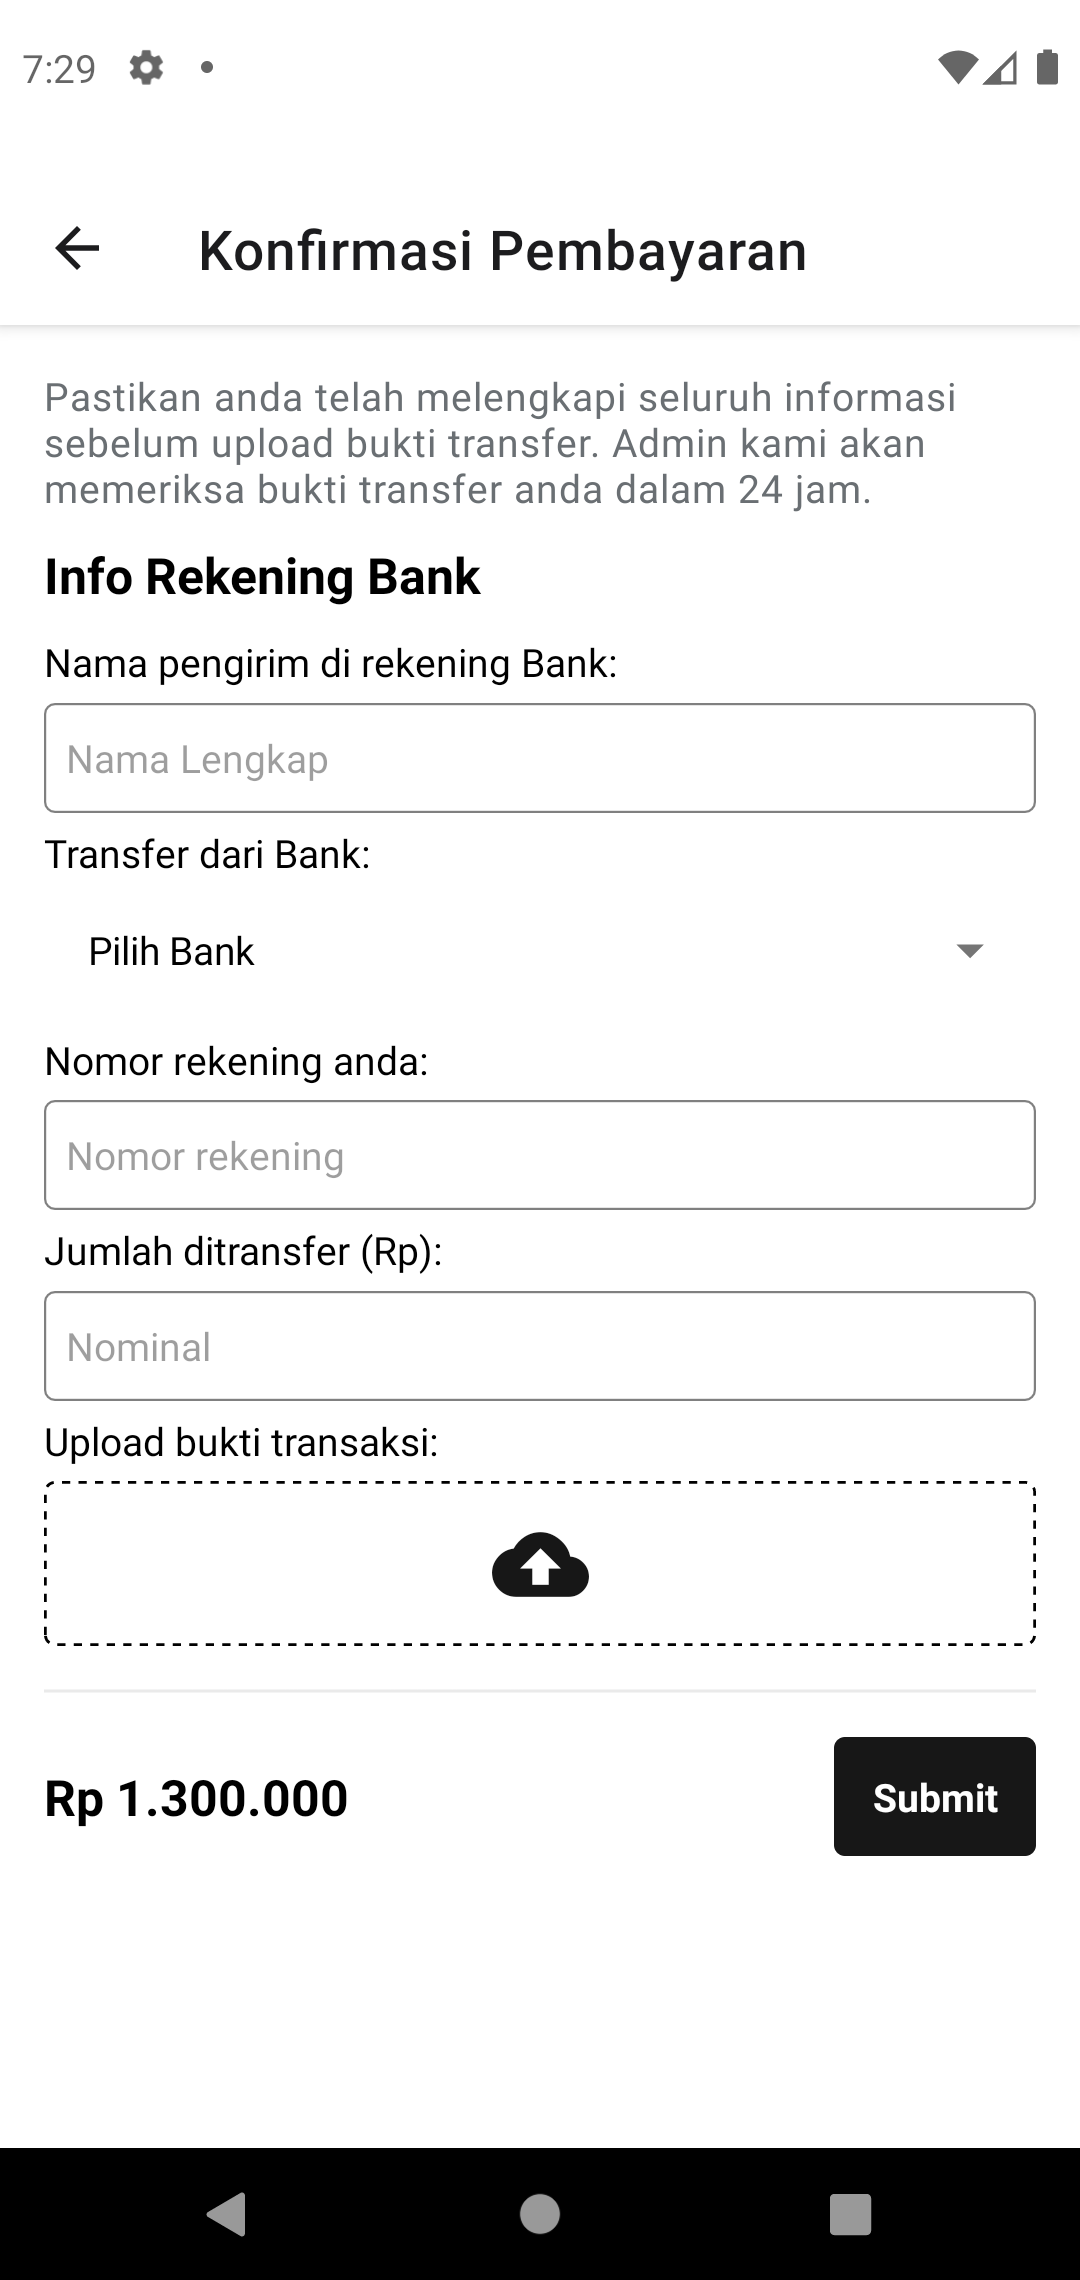 7:29
Konfirmasi Pembayaran
Pastikan anda telah melengkapi seluruh informasi
sebelum upload bukti transfer. Admin kami akan
memeriksa bukti transfer anda dalam 24 jam.
Info Rekening Bank
Nama pengirim di rekening Bank:
Nama Lengkap
Transfer dari Bank:
Pilih Bank
Nomor rekening anda:
Nomor rekening
Jumlah ditransfer (Rp):
Nominal
Upload bukti transaksi:
Rp 1.300.000
Submit